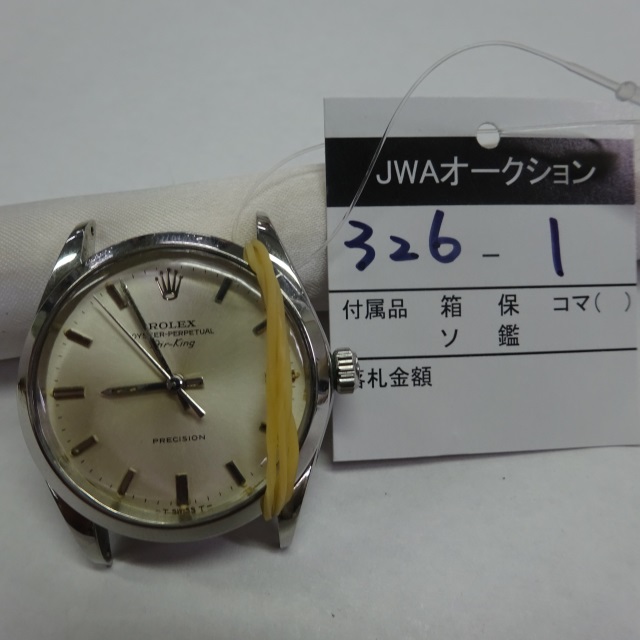 ROLEX
OYSTER-PERPETUAL
Air-King
PRECISION
JWAオークション
326-1
付属品 箱 保 コマ( )
ソ 鑑
札金額